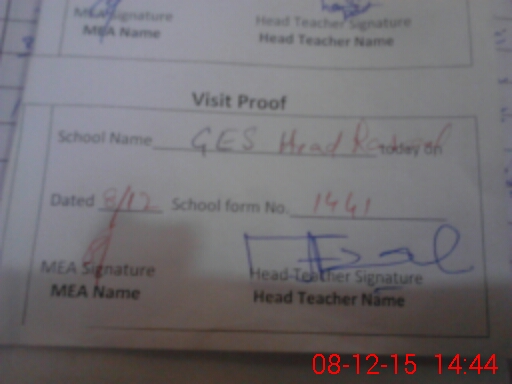 MEA Signature Head Teacher Signature
MEA Name Head Teacher Name
Visit Proof
School Name GES Head today on
Dated 8/12 School form No. 1441
MEA Signature Head Teacher Signature
MEA Name Head Teacher Name
08-12-15 14:44